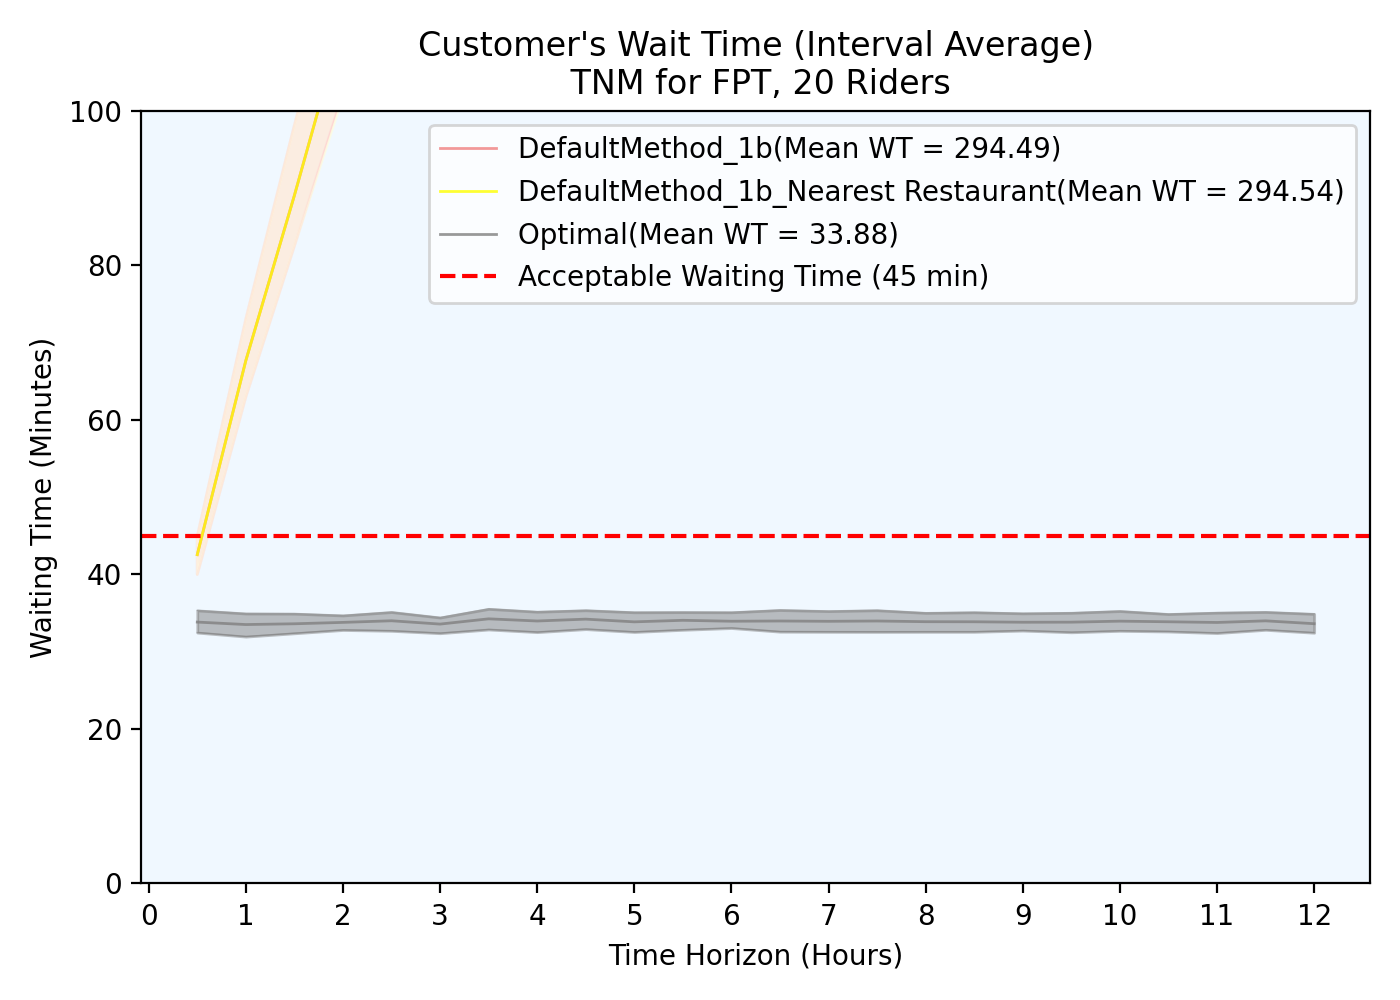 Customer's Wait Time (Interval Average)
TNM for FPT, 20 Riders
100
80
60
40
20
0
Waiting Time (Minutes)
DefaultMethod_1b(Mean WT = 294.49)
DefaultMethod_1b_Nearest Restaurant(Mean WT = 294.54)
Optimal(Mean WT = 33.88)
Acceptable Waiting Time (45 min)
0 1 2 3 4 5 6 7 8 9 10 11 12
Time Horizon (Hours)